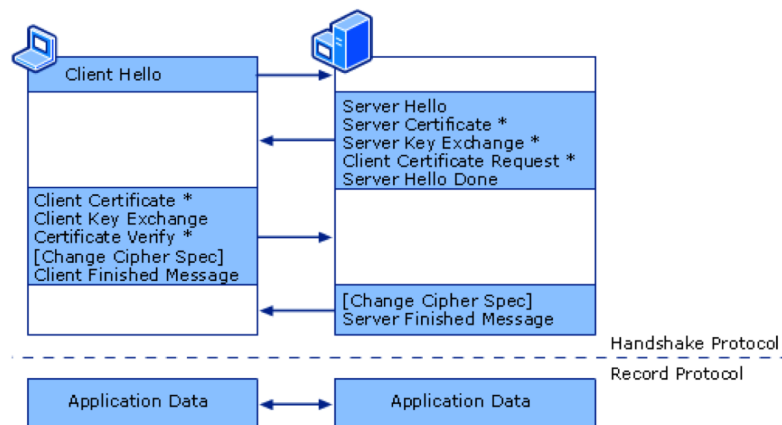 Client Hello
Server Hello
Server Certificate *
Server Key Exchange *
Client Certificate Request *
Server Hello Done
Client Certificate *
Client Key Exchange
Certificate Verify *
[Change Cipher Spec]
Client Finished Message
[Change Cipher Spec]
Server Finished Message
Handshake Protocol
Record Protocol
Application Data
Application Data